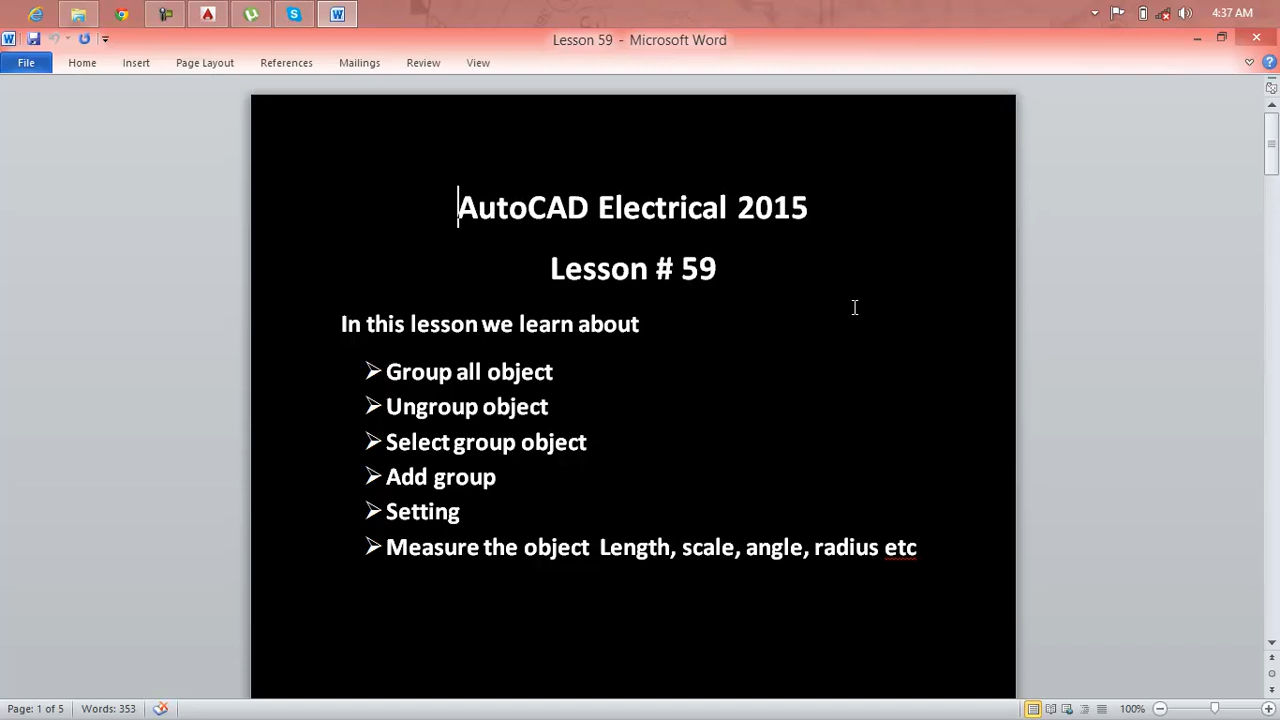 4:37 AM
Lesson 59 - Microsoft Word
File Home Insert Page Layout References Mailings Review View
AutoCAD Electrical 2015
Lesson # 59
In this lesson we learn about
➢ Group all object
➢ Ungroup object
➢ Select group object
➢ Add group
➢ Setting
➢ Measure the object Length, scale, angle, radius etc
Page: 1 of 5 Words: 353 100%